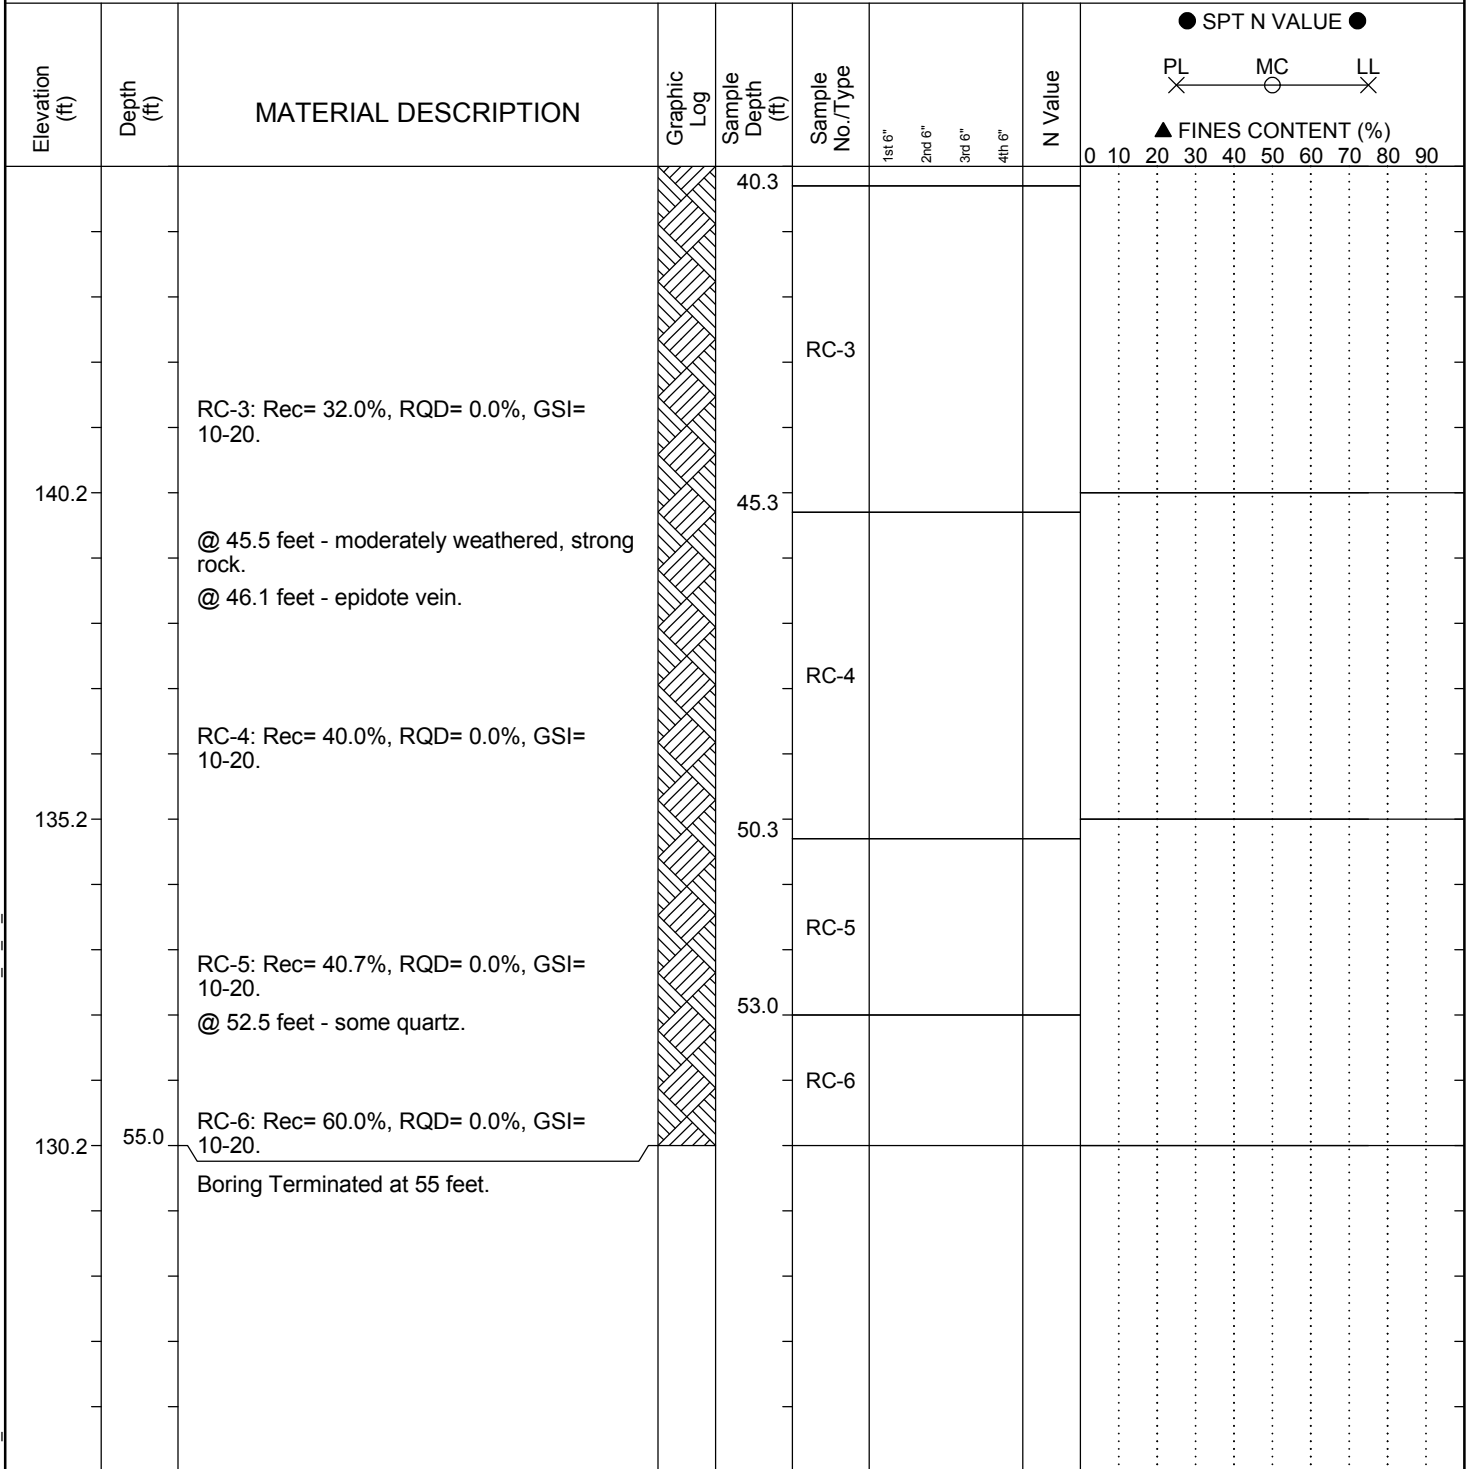 ● SPT N VALUE ●
PL MC LL
▲ FINES CONTENT (%)
0 10 20 30 40 50 60 70 80 90
Elevation
(ft)
Depth
(ft)
MATERIAL DESCRIPTION
Graphic
Log
Sample
Depth
(ft)
Sample
No./Type
1st 6"
2nd 6"
3rd 6"
4th 6"
N Value
40.3
RC-3
RC-3: Rec= 32.0%, RQD= 0.0%, GSI=
10-20.
140.2
45.3
@ 45.5 feet - moderately weathered, strong
rock.
@ 46.1 feet - epidote vein.
RC-4
RC-4: Rec= 40.0%, RQD= 0.0%, GSI=
10-20.
135.2
50.3
RC-5
RC-5: Rec= 40.7%, RQD= 0.0%, GSI=
10-20.
53.0
@ 52.5 feet - some quartz.
RC-6
RC-6: Rec= 60.0%, RQD= 0.0%, GSI=
10-20.
130.2
55.0
Boring Terminated at 55 feet.